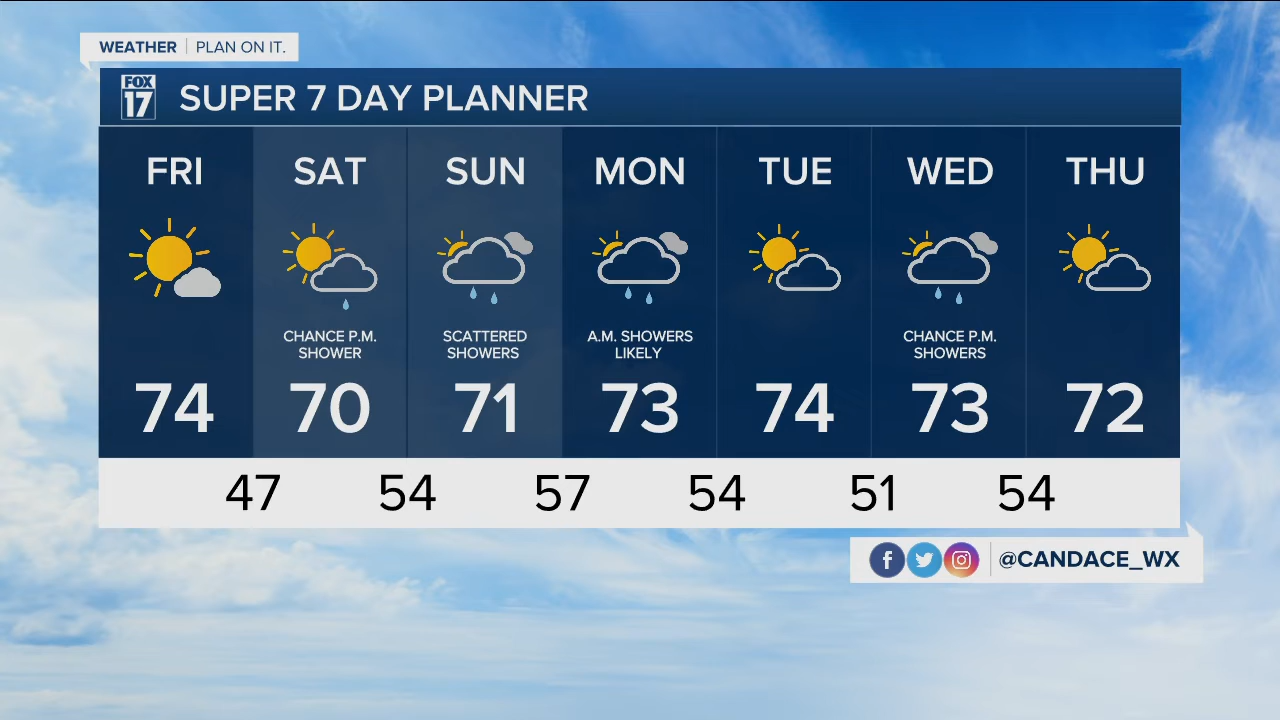 WEATHER | PLAN ON IT.
FOX
17
SUPER 7 DAY PLANNER
FRI SAT SUN MON TUE WED THU
CHANCE P.M. SCATTERED A.M. SHOWERS CHANCE P.M.
SHOWER SHOWERS LIKELY SHOWERS
74 70 71 73 74 73 72
47 54 57 54 51 54
@CANDACE_WX